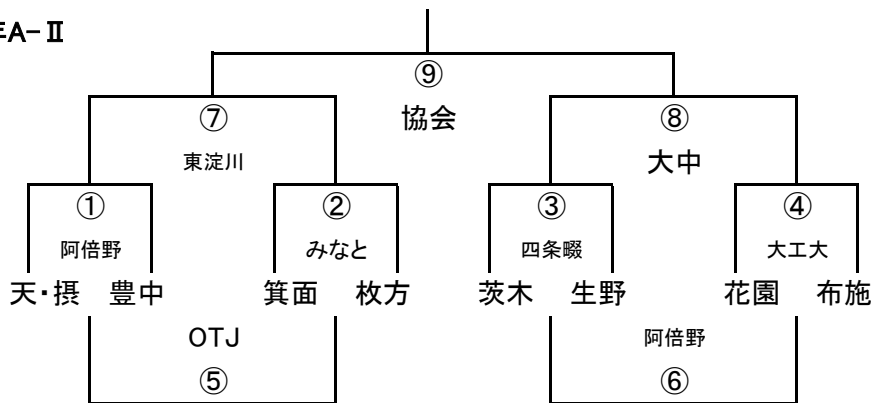 A-Ⅱ
⑨
⑦ 協会 ⑧
東淀川 大中
① ② ③ ④
阿倍野 みなと 四条畷 大工大
天・摂 豊中 箕面 枚方 茨木 生野 花園 布施
OTJ 阿倍野
⑤ ⑥